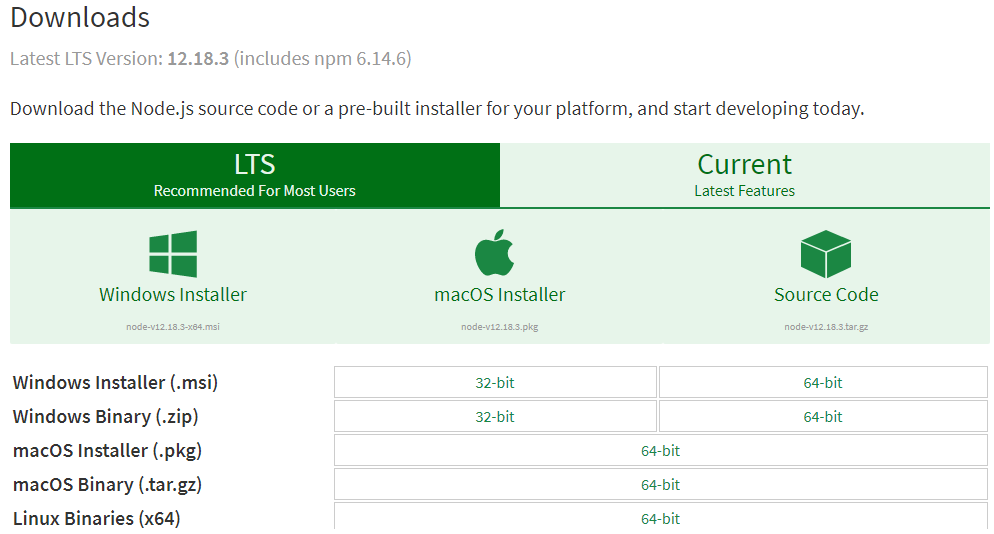 Downloads
Latest LTS Version: 12.18.3 (includes npm 6.14.6)
Download the Node.js source code or a pre-built installer for your platform, and start developing today.
LTS
Recommended For Most Users
Current
Latest Features
Windows Installer
node-v12.18.3-x64.msi
macOS Installer
node-v12.18.3.pkg
Source Code
node-v12.18.3.tar.gz
Windows Installer (.msi) 32-bit 64-bit
Windows Binary (.zip) 32-bit 64-bit
macOS Installer (.pkg) 64-bit
macOS Binary (.tar.gz) 64-bit
Linux Binaries (x64) 64-bit